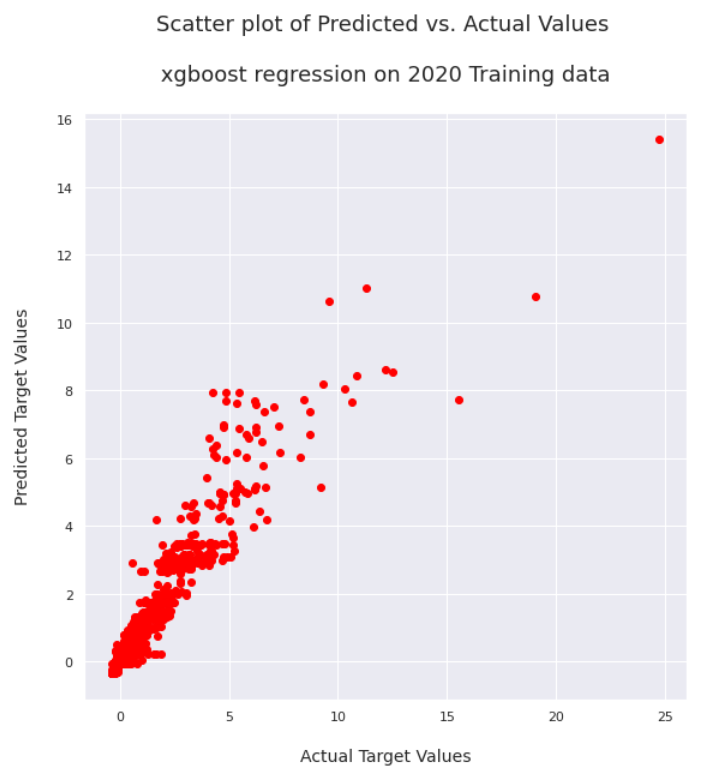 Scatter plot of Predicted vs. Actual Values
xgboost regression on 2020 Training data
16
14
12
10
8
6
4
2
0
Predicted Target Values
0 5 10 15 20 25
Actual Target Values